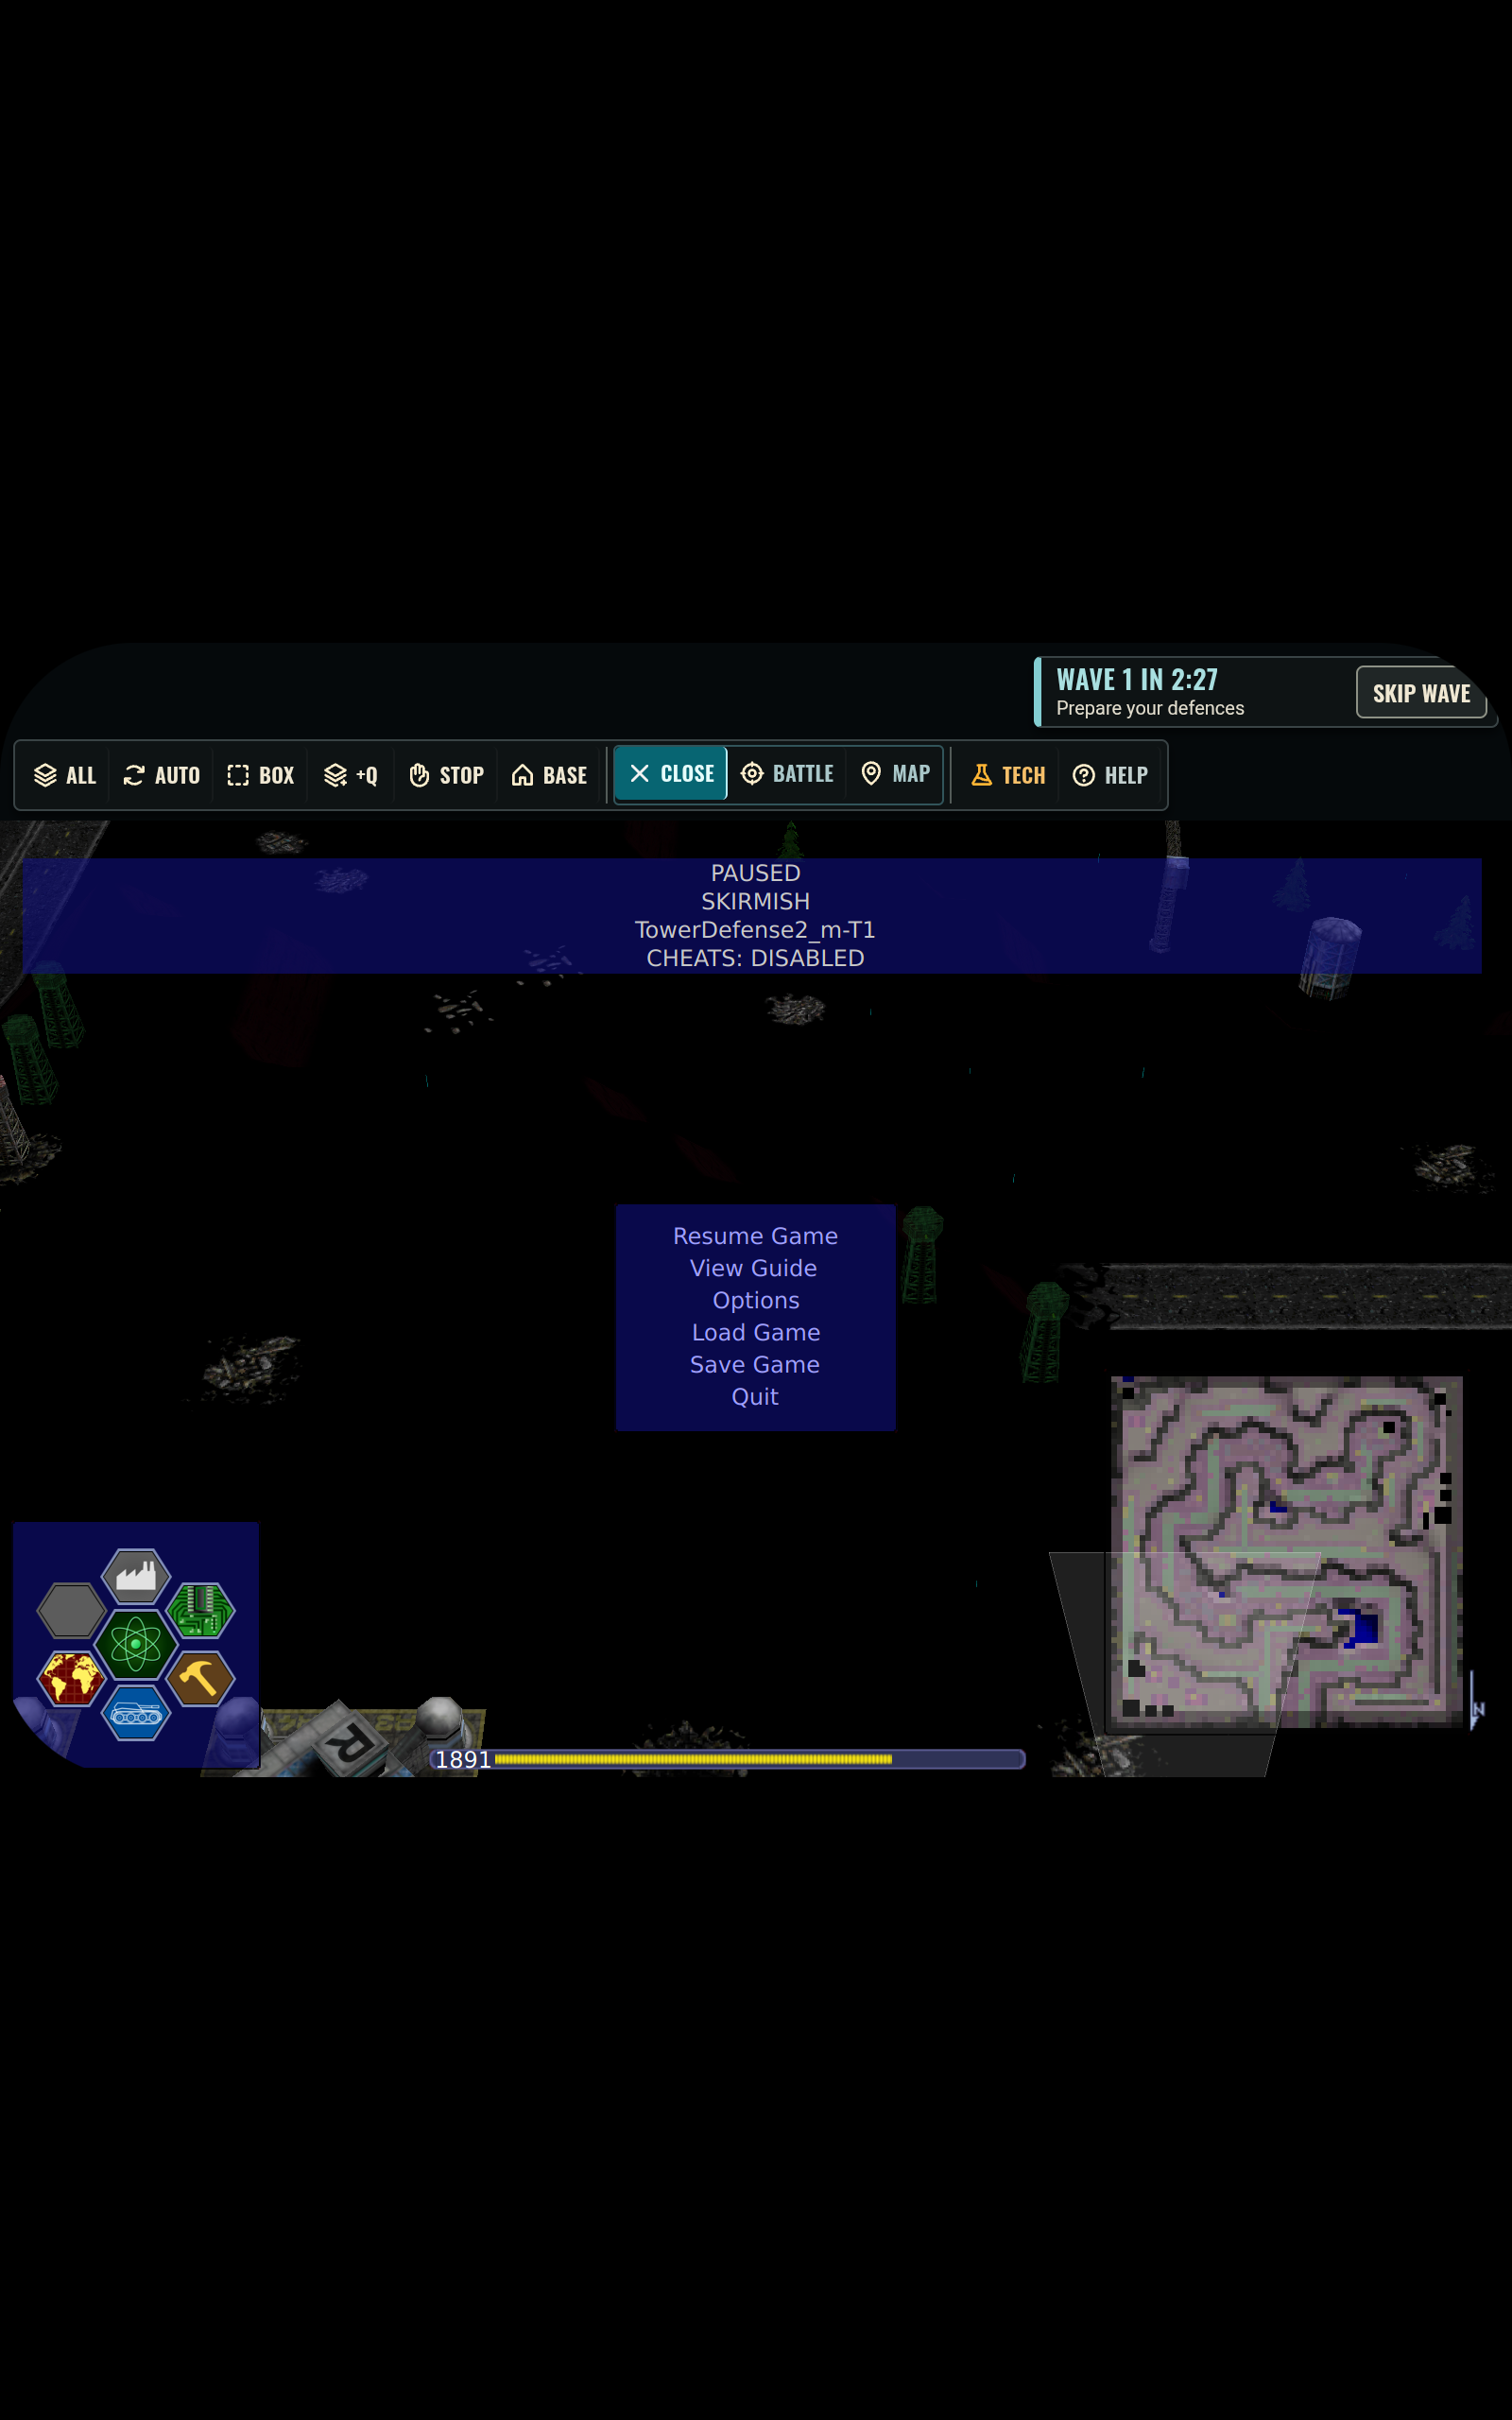 WAVE 1 IN 2:27
Prepare your defences
SKIP WAVE
ALL AUTO BOX +Q STOP BASE CLOSE BATTLE MAP TECH HELP
PAUSED
SKIRMISH
TowerDefense2_m-T1
CHEATS: DISABLED
Resume Game
View Guide
Options
Load Game
Save Game
Quit
N
R
1891